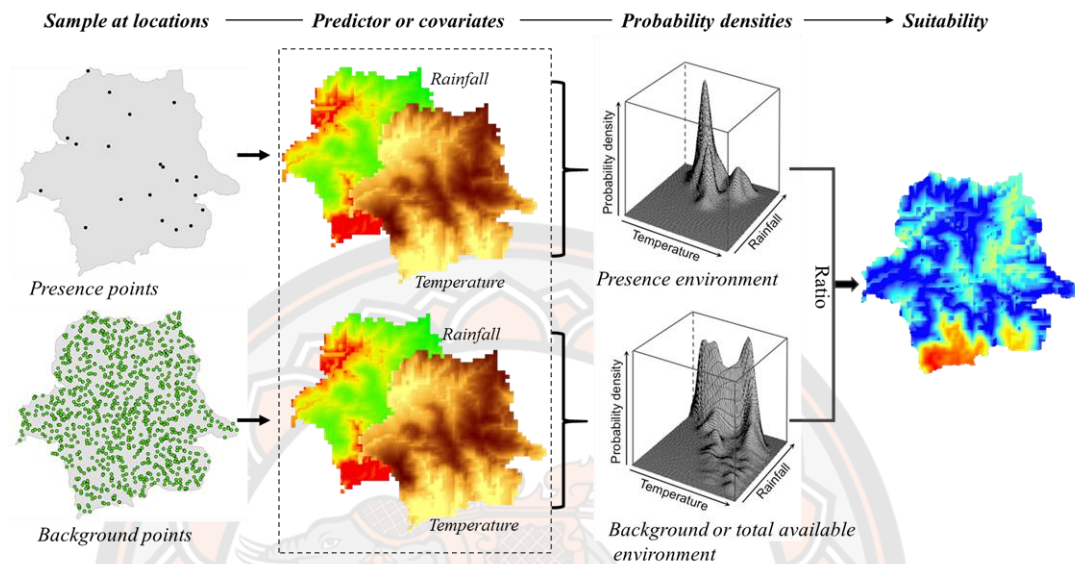 Sample at locations
Predictor or covariates
Probability densities
Suitability
Rainfall
Temperature
Presence points
Probability density
Temperature
Rainfall
Presence environment
Ratio
Rainfall
Temperature
Background points
Probability density
Temperature
Rainfall
Background or total available
environment